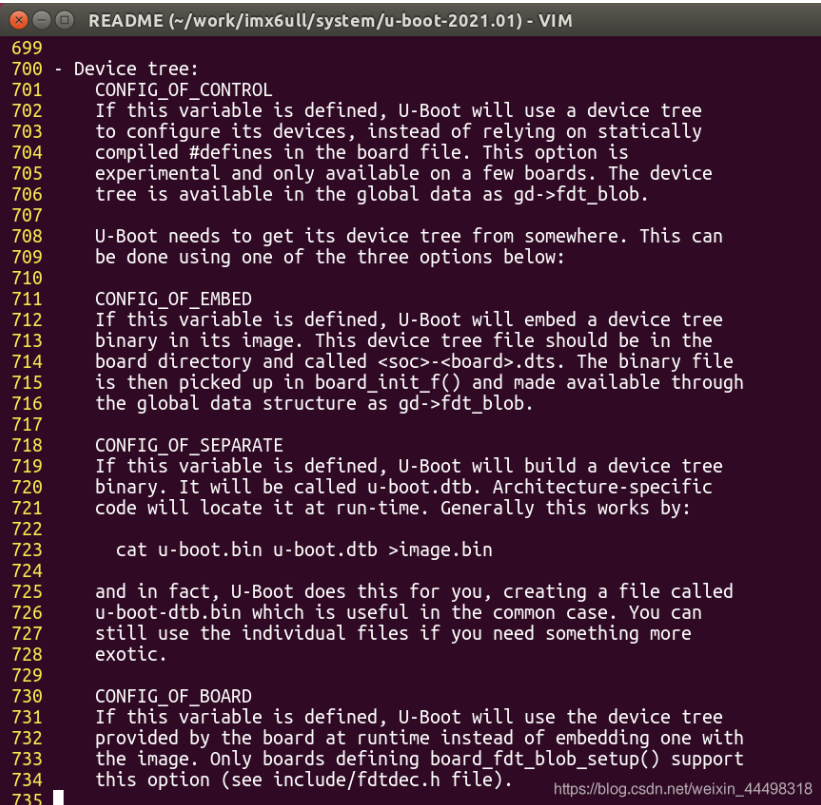 README (~/work/imx6ull/system/u-boot-2021.01) - VIM
699
700 - Device tree:
701 CONFIG_OF_CONTROL
702 If this variable is defined, U-Boot will use a device tree
703 to configure its devices, instead of relying on statically
704 compiled #defines in the board file. This option is
705 experimental and only available on a few boards. The device
706 tree is available in the global data as gd->fdt_blob.
707
708 U-Boot needs to get its device tree from somewhere. This can
709 be done using one of the three options below:
710
711 CONFIG_OF_EMBED
712 If this variable is defined, U-Boot will embed a device tree
713 binary in its image. This device tree file should be in the
714 board directory and called <soc>-<board>.dts. The binary file
715 is then picked up in board_init_f() and made available through
716 the global data structure as gd->fdt_blob.
717
718 CONFIG_OF_SEPARATE
719 If this variable is defined, U-Boot will build a device tree
720 binary. It will be called u-boot.dtb. Architecture-specific
721 code will locate it at run-time. Generally this works by:
722
723 cat u-boot.bin u-boot.dtb >image.bin
724
725 and in fact, U-Boot does this for you, creating a file called
726 u-boot-dtb.bin which is useful in the common case. You can
727 still use the individual files if you need something more
728 exotic.
729
730 CONFIG_OF_BOARD
731 If this variable is defined, U-Boot will use the device tree
732 provided by the board at runtime instead of embedding one with
733 the image. Only boards defining board_fdt_blob_setup() support
734 this option (see include/fdtdec.h file).
https://blog.csdn.net/weixin_44498318
735